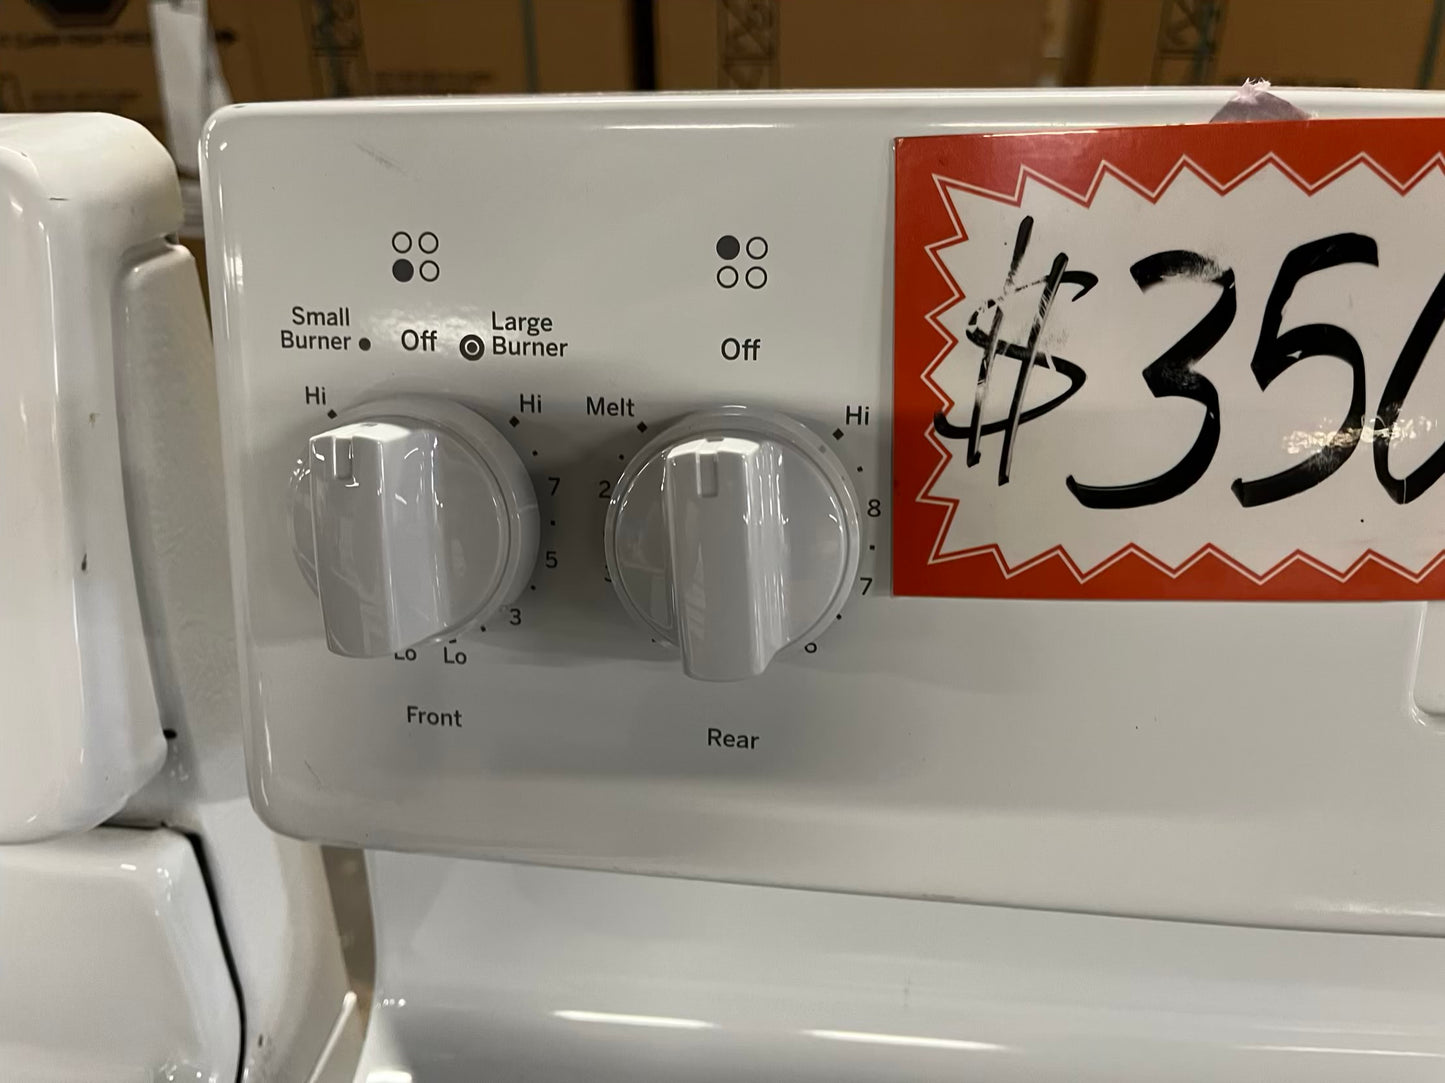 Small
Burner
Off
Large
Burner
Off
Hi
Hi
Melt
Hi
7
2
8
5
7
3
6
Lo
Lo
Front
Rear
$350